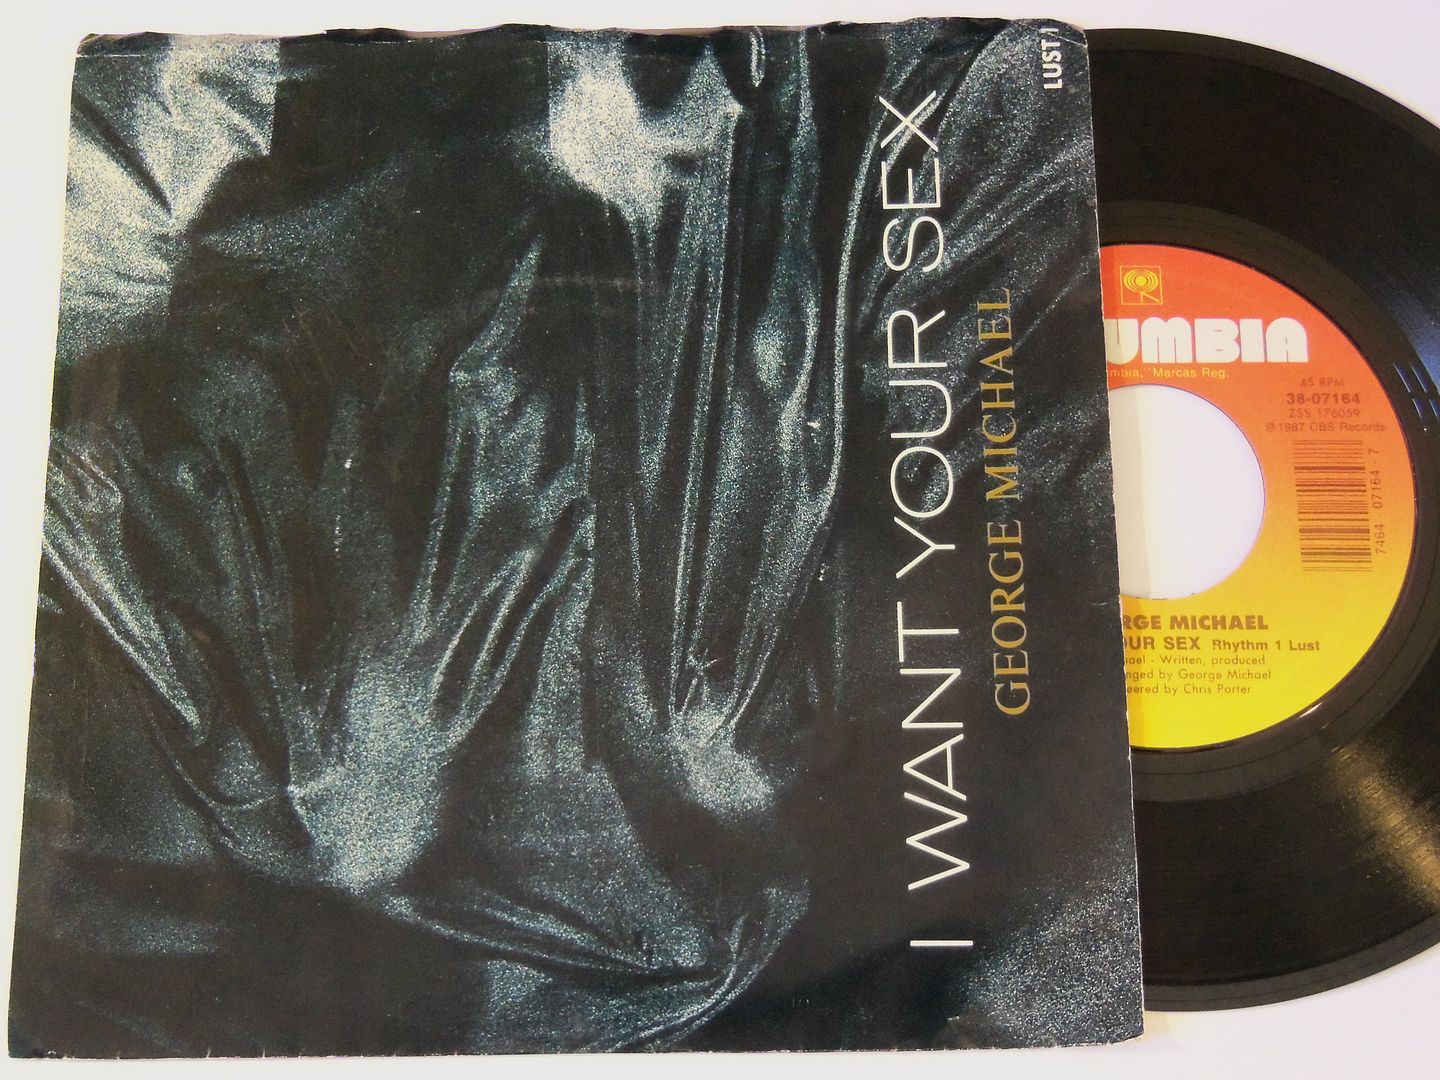 LUST I
I WANT YOUR SEX
GEORGE MICHAEL
UMBIA
mbia," Marcas Reg.
45 RPM
38-07164
ZSS 176059
℗ 1987 CBS Records
7464 07164-7
RGE MICHAEL
OUR SEX Rhythm 1 Lust
ael - Written, produced
nged by George Michael
eered by Chris Porter